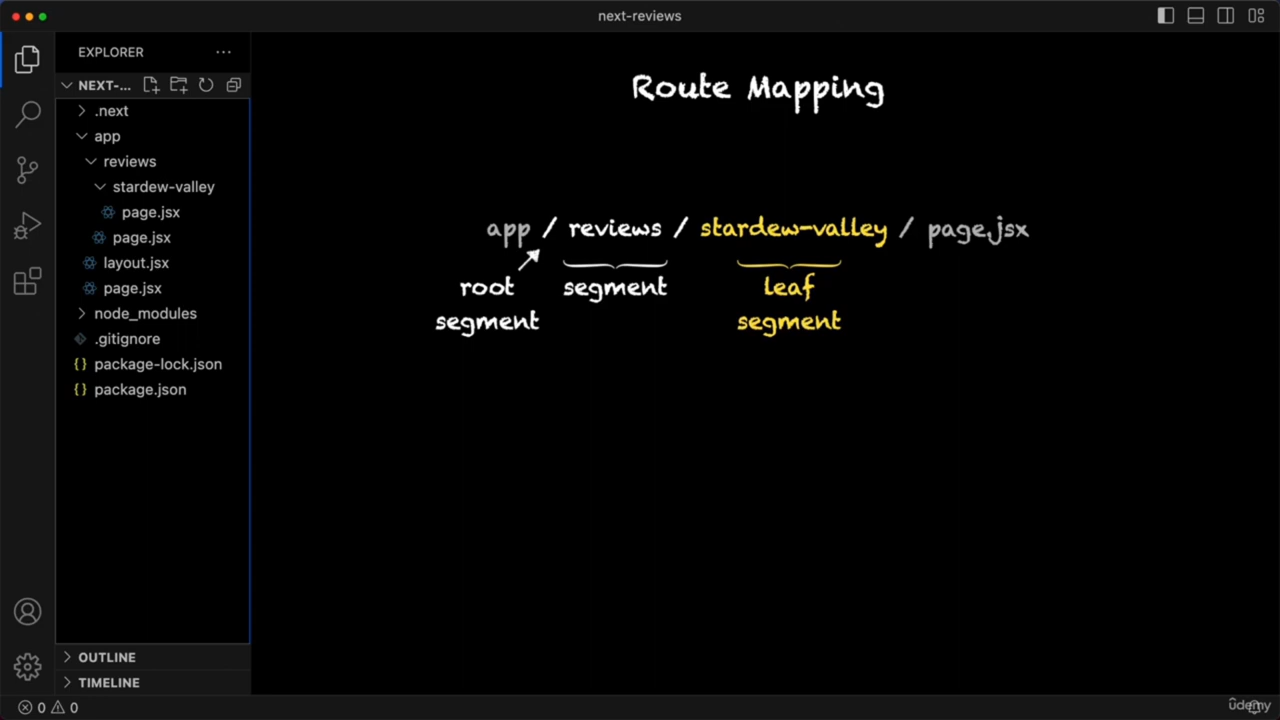 next-reviews
EXPLORER
NEXT-...
.next
app
reviews
stardew-valley
page.jsx
page.jsx
layout.jsx
page.jsx
node_modules
.gitignore
{} package-lock.json
{} package.json
OUTLINE
TIMELINE
0 0
Route Mapping
app / reviews / stardew-valley / page.jsx
root segment
segment
leaf segment
udemy